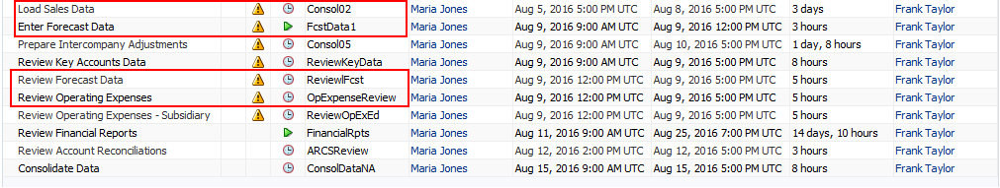 Load Sales Data Consol02 Maria Jones Aug 5, 2016 5:00 PM UTC Aug 8, 2016 5:00 PM UTC 3 days Frank Taylor
Enter Forecast Data FcstData1 Maria Jones Aug 9, 2016 9:00 AM UTC Aug 9, 2016 12:00 PM UTC 3 hours Frank Taylor
Prepare Intercompany Adjustments Consol05 Maria Jones Aug 9, 2016 9:00 AM UTC Aug 10, 2016 5:00 PM UTC 1 day, 8 hours Frank Taylor
Review Key Accounts Data ReviewKeyData Maria Jones Aug 9, 2016 9:00 AM UTC Aug 9, 2016 5:00 PM UTC 8 hours Frank Taylor
Review Forecast Data ReviewlFcst Maria Jones Aug 9, 2016 12:00 PM UTC Aug 9, 2016 5:00 PM UTC 5 hours Frank Taylor
Review Operating Expenses OpExpenseReview Maria Jones Aug 9, 2016 12:00 PM UTC Aug 9, 2016 5:00 PM UTC 5 hours Frank Taylor
Review Operating Expenses - Subsidiary ReviewOpExEd Maria Jones Aug 9, 2016 12:00 PM UTC Aug 9, 2016 5:00 PM UTC 5 hours Frank Taylor
Review Financial Reports FinancialRpts Maria Jones Aug 11, 2016 9:00 AM UTC Aug 25, 2016 7:00 PM UTC 14 days, 10 hours Frank Taylor
Review Account Reconciliations ARCSReview Maria Jones Aug 12, 2016 2:00 PM UTC Aug 12, 2016 5:00 PM UTC 3 hours Frank Taylor
Consolidate Data ConsolDataNA Maria Jones Aug 15, 2016 9:00 AM UTC Aug 15, 2016 5:00 PM UTC 8 hours Frank Taylor